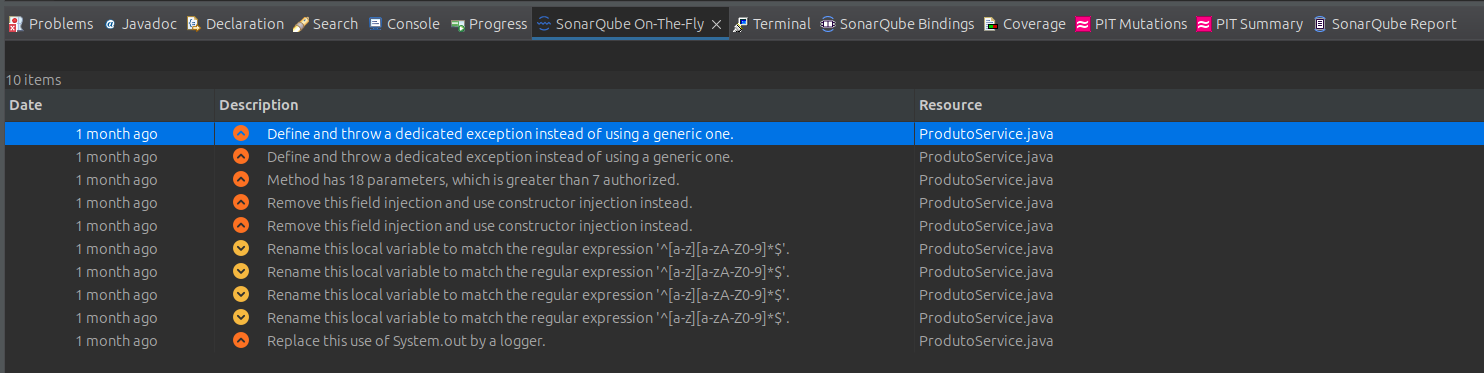 Problems Javadoc Declaration Search Console Progress SonarQube On-The-Fly Terminal SonarQube Bindings Coverage PIT Mutations PIT Summary SonarQube Report
10 items
Date Description Resource
1 month ago Define and throw a dedicated exception instead of using a generic one. ProdutoService.java
1 month ago Define and throw a dedicated exception instead of using a generic one. ProdutoService.java
1 month ago Method has 18 parameters, which is greater than 7 authorized. ProdutoService.java
1 month ago Remove this field injection and use constructor injection instead. ProdutoService.java
1 month ago Remove this field injection and use constructor injection instead. ProdutoService.java
1 month ago Rename this local variable to match the regular expression '^[a-z][a-zA-Z0-9]*$'. ProdutoService.java
1 month ago Rename this local variable to match the regular expression '^[a-z][a-zA-Z0-9]*$'. ProdutoService.java
1 month ago Rename this local variable to match the regular expression '^[a-z][a-zA-Z0-9]*$'. ProdutoService.java
1 month ago Rename this local variable to match the regular expression '^[a-z][a-zA-Z0-9]*$'. ProdutoService.java
1 month ago Replace this use of System.out by a logger. ProdutoService.java